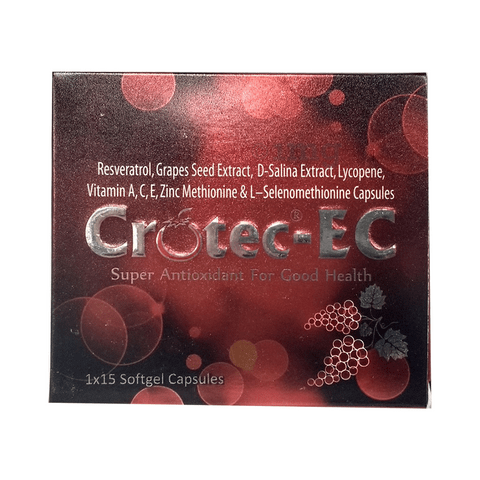 Resveratrol, Grapes Seed Extract, D-Salina Extract, Lycopene,
Vitamin A, C, E, Zinc Methionine & L–Selenomethionine Capsules
Crotec-EC®
Super Antioxidant For Good Health
1x15 Softgel Capsules